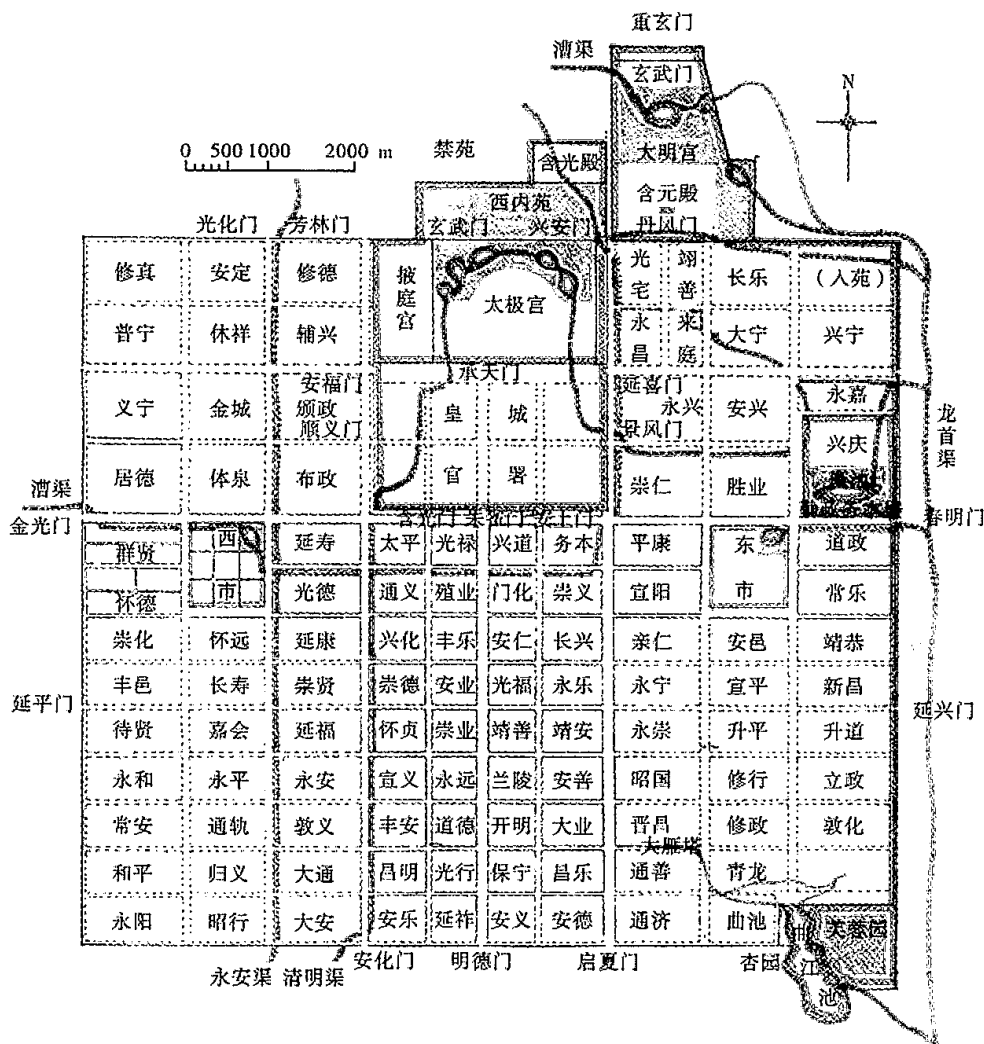 重玄门
漕渠
玄武门
N
禁苑
0 500 1000 2000 m
大明宫
含光殿
含元殿
西内苑
光化门 芳林门 玄武门 兴安门 丹凤门
修真 安定 修德 掖庭宫 太极宫 光宅 翊善 长乐 (入苑)
普宁 休祥 辅兴 永昌 来庭 大宁 兴宁
承天门
安福门 延喜门
义宁 金城 颁政 皇 城 永兴 安兴 永嘉
顺义门 景风门
兴庆
龙首渠
居德 体泉 布政 官 署 崇仁 胜业
漕渠
金光门 含光门 朱雀门 安上门 春明门
群贤 西 延寿 太平 光禄 兴道 务本 平康 东 道政
怀德 市 光德 通义 殖业 门化 崇义 宣阳 市 常乐
崇化 怀远 延康 兴化 丰乐 安仁 长兴 亲仁 安邑 靖恭
延平门 丰邑 长寿 崇贤 崇德 安业 光福 永乐 永宁 宣平 新昌 延兴门
待贤 嘉会 延福 怀贞 崇业 靖善 靖安 永崇 升平 升道
永和 永平 永安 宣义 永远 兰陵 安善 昭国 修行 立政
常安 通轨 敦义 丰安 道德 开明 大业 晋昌 修政 敦化
大雁塔
和平 归义 大通 昌明 光行 保宁 昌乐 通善 青龙
永阳 昭行 大安 安乐 延祚 安义 安德 通济 曲池 芙蓉园
曲江池
永安渠 清明渠 安化门 明德门 启夏门 杏园